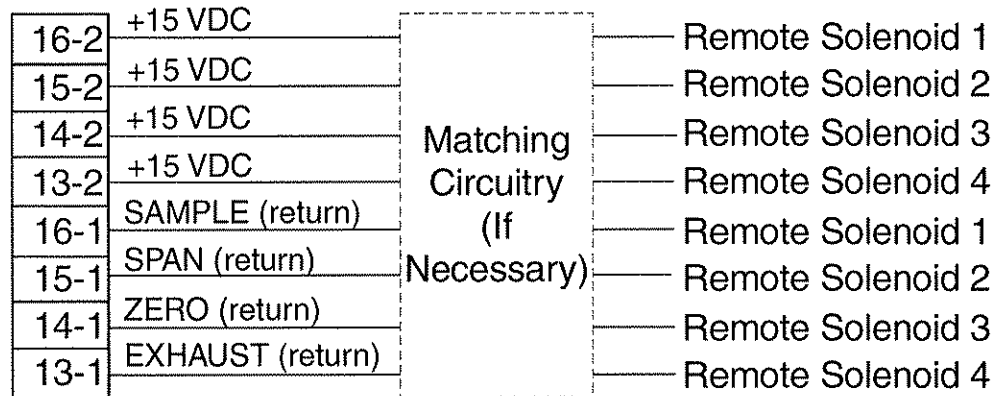 16-2 +15 VDC Remote Solenoid 1
15-2 +15 VDC Remote Solenoid 2
14-2 +15 VDC Matching Remote Solenoid 3
13-2 +15 VDC Circuitry Remote Solenoid 4
16-1 SAMPLE (return) (If Remote Solenoid 1
15-1 SPAN (return) Necessary) Remote Solenoid 2
14-1 ZERO (return) Remote Solenoid 3
13-1 EXHAUST (return) Remote Solenoid 4